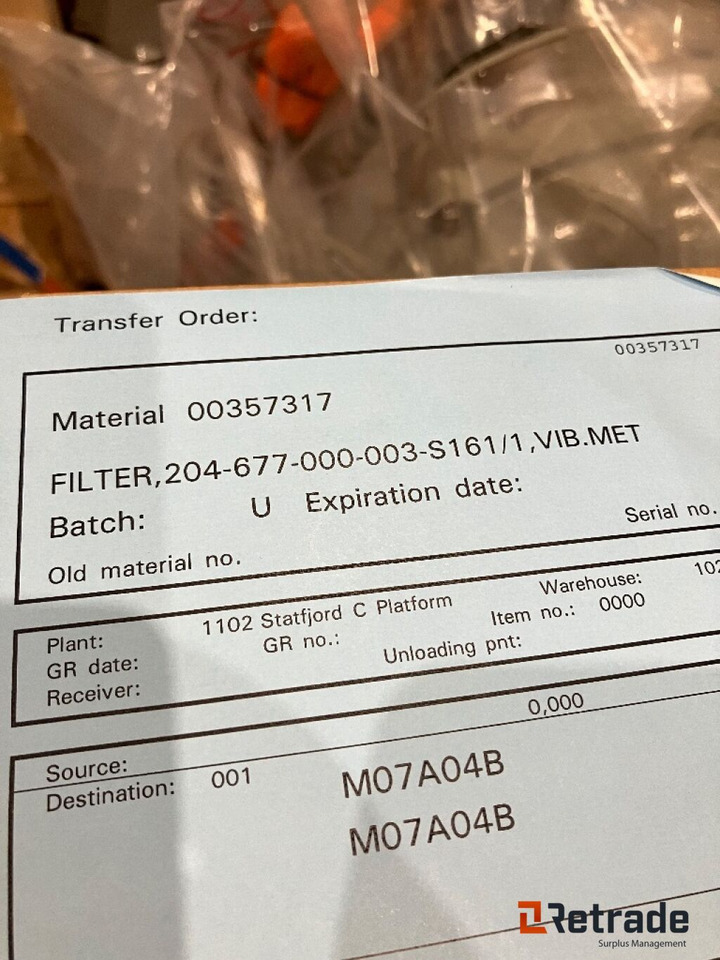 Transfer Order:
00357317
Material 00357317
FILTER,204-677-000-003-S161/1,VIB.MET
Batch: U Expiration date:
Old material no. Serial no.
Plant: 1102 Statfjord C Platform Warehouse: 102
GR date: GR no.: Item no.: 0000
Receiver: Unloading pnt:
0,000
Source: 001 M07A04B
Destination: M07A04B
Retrade
Surplus Management